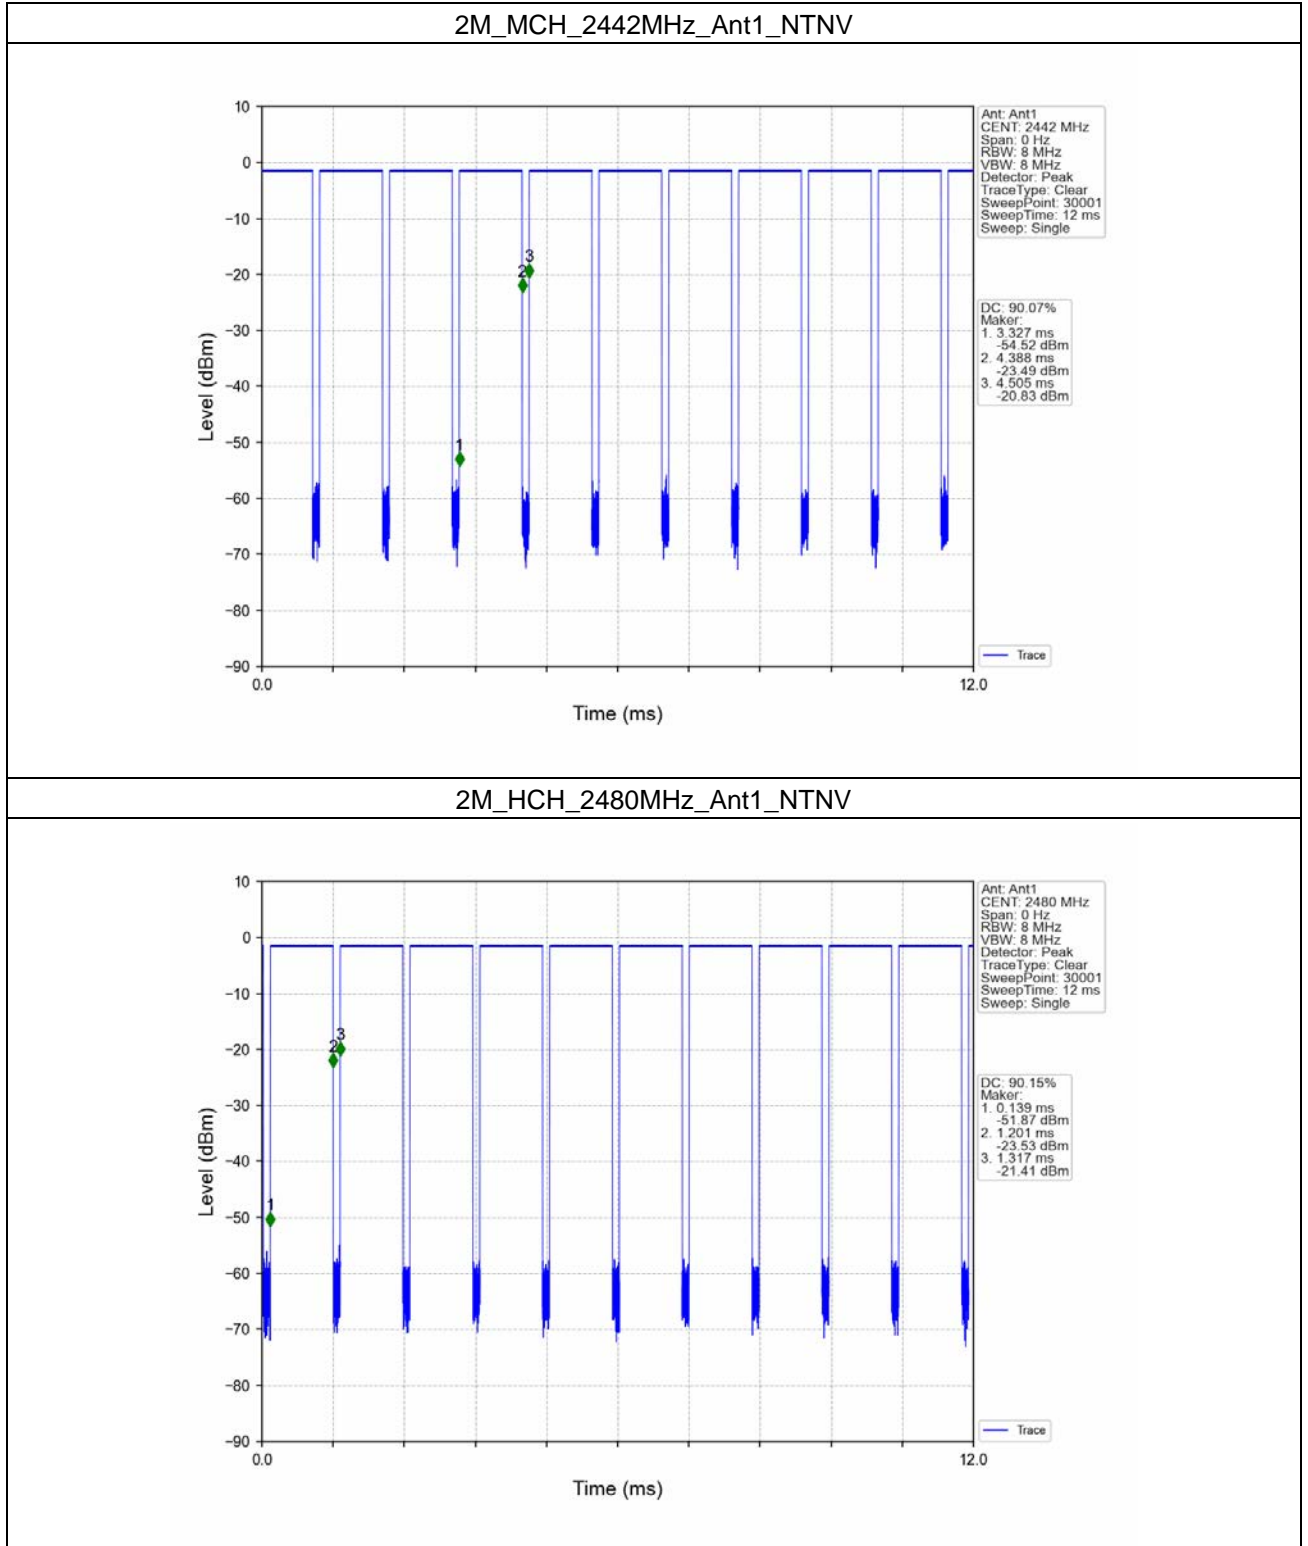 2M_MCH_2442MHz_Ant1_NTNV
10
0
−10
−20
−30
−40
−50
−60
−70
−80
−90
Level (dBm)
1
2
3
0.0
12.0
Time (ms)
Ant: Ant1
CENT: 2442 MHz
Span: 0 Hz
RBW: 8 MHz
VBW: 8 MHz
Detector: Peak
TraceType: Clear
SweepPoint: 30001
SweepTime: 12 ms
Sweep: Single
DC: 90.07%
Maker:
1. 3.327 ms
-54.52 dBm
2. 4.388 ms
-23.49 dBm
3. 4.505 ms
-20.83 dBm
Trace
2M_HCH_2480MHz_Ant1_NTNV
10
0
−10
−20
−30
−40
−50
−60
−70
−80
−90
Level (dBm)
1
2
3
0.0
12.0
Time (ms)
Ant: Ant1
CENT: 2480 MHz
Span: 0 Hz
RBW: 8 MHz
VBW: 8 MHz
Detector: Peak
TraceType: Clear
SweepPoint: 30001
SweepTime: 12 ms
Sweep: Single
DC: 90.15%
Maker:
1. 0.139 ms
-51.87 dBm
2. 1.201 ms
-23.53 dBm
3. 1.317 ms
-21.41 dBm
Trace